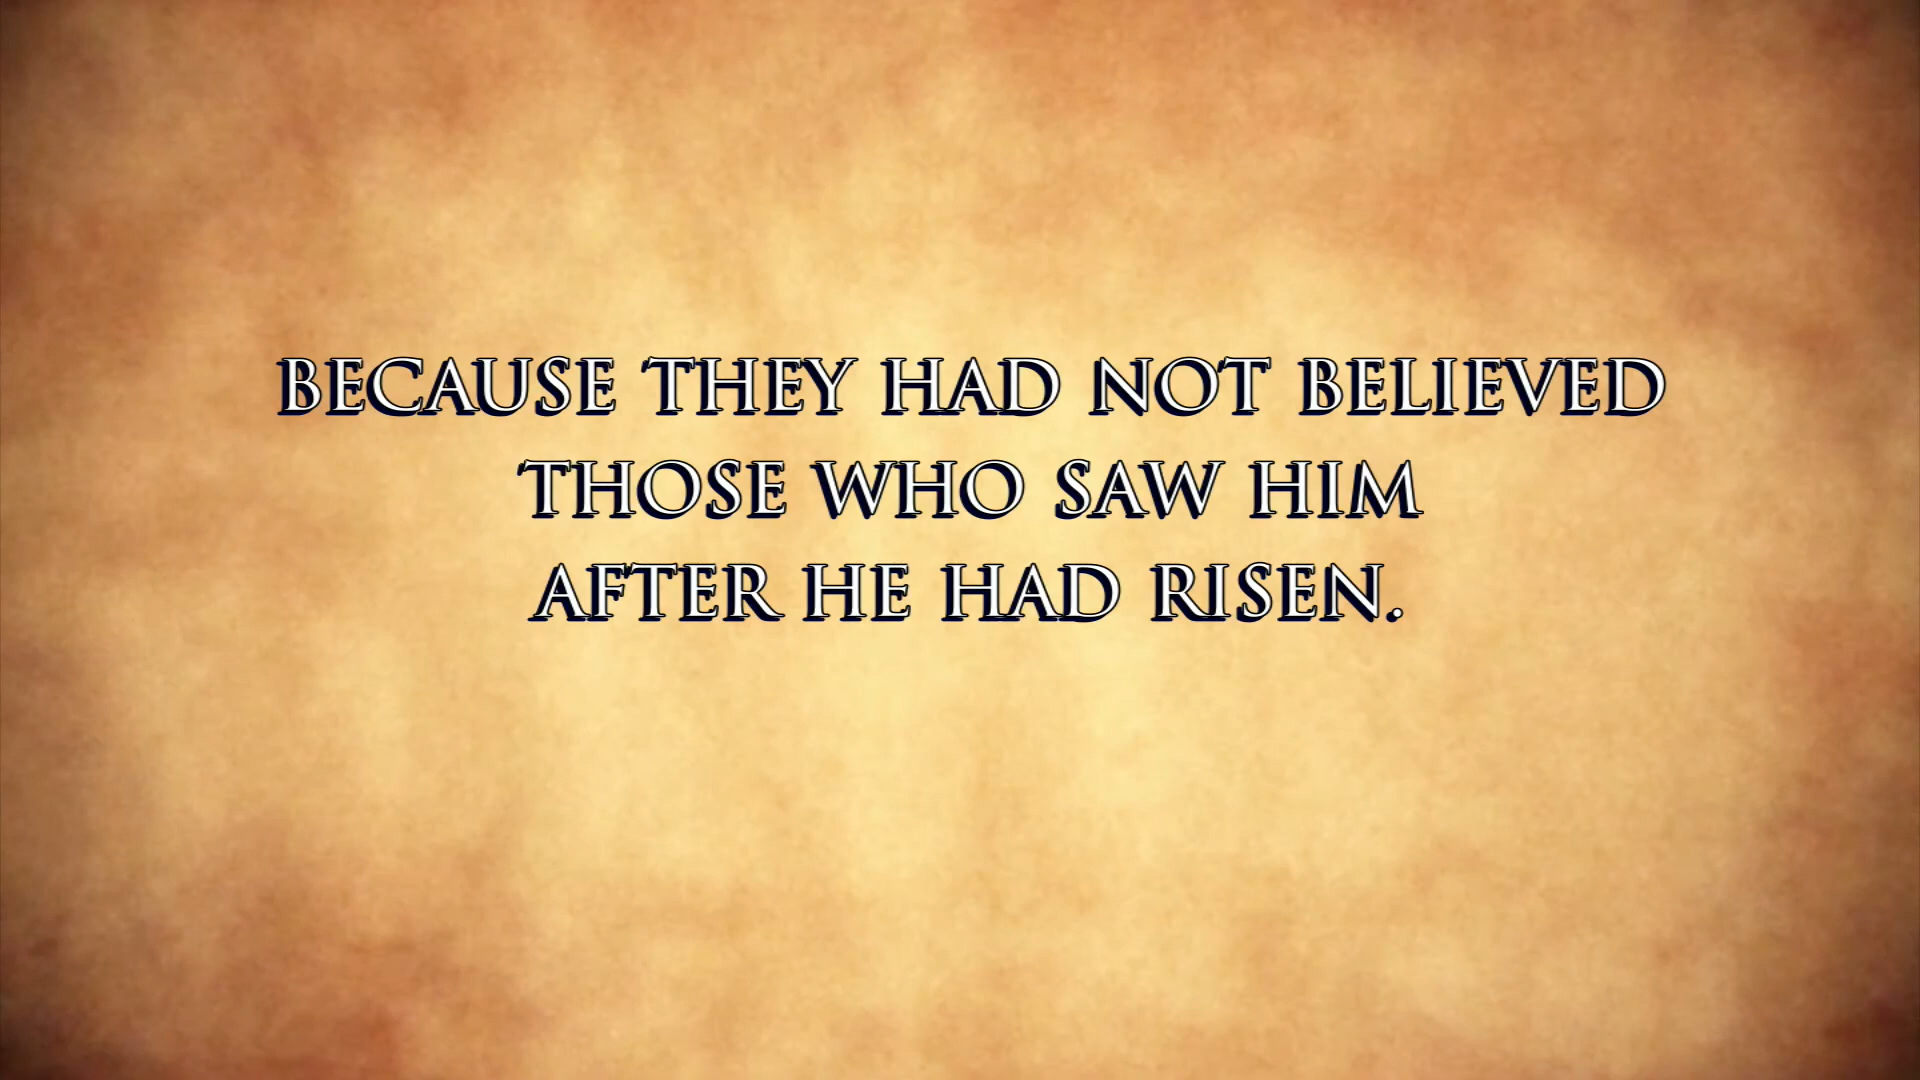 BECAUSE THEY HAD NOT BELIEVED
THOSE WHO SAW HIM
AFTER HE HAD RISEN.